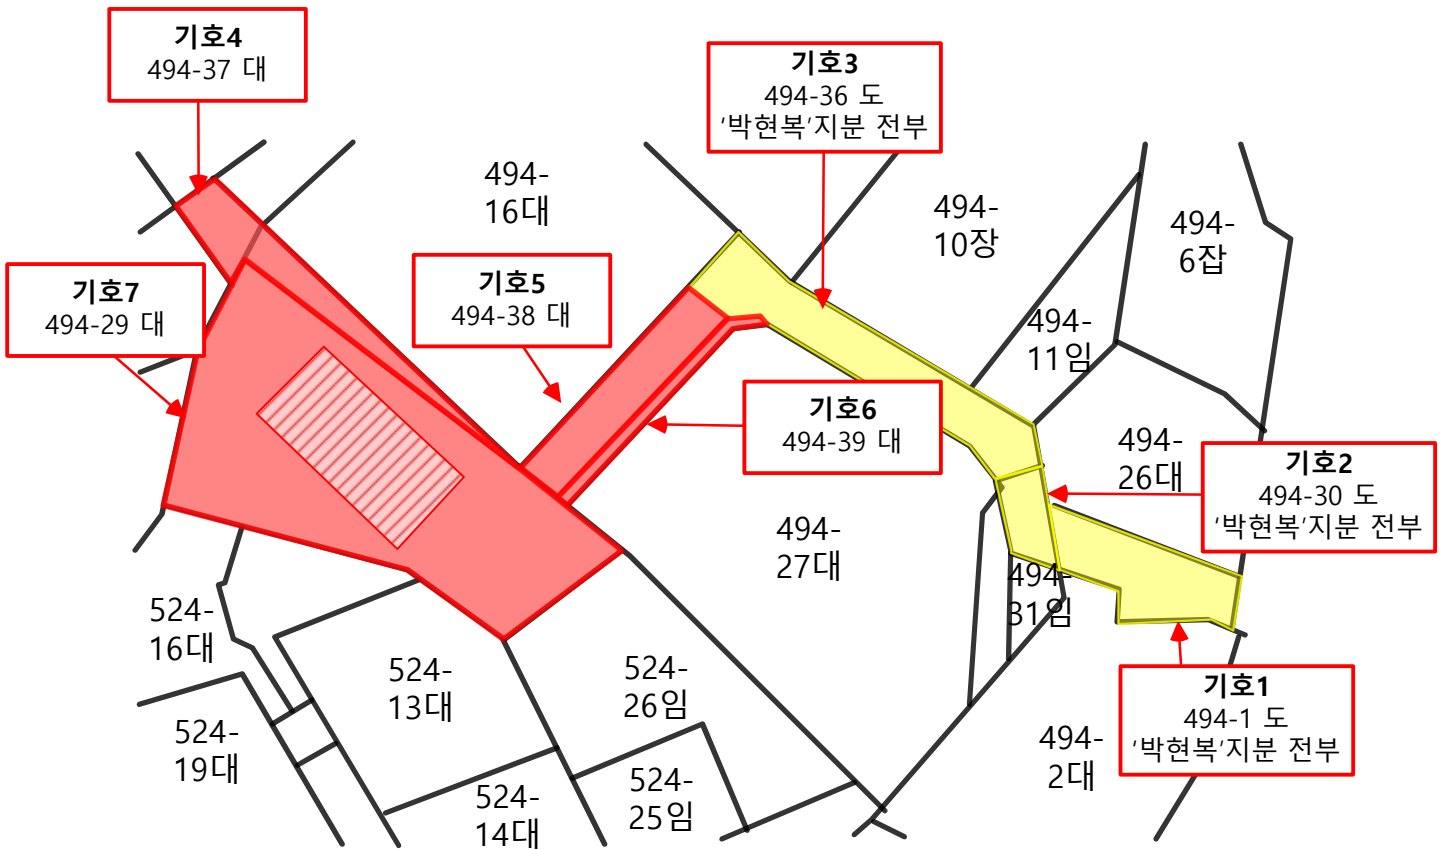 기호4
494-37 대
기호3
494-36 도
'박현복'지분 전부
494-
16대
494-
10장
494-
6잡
기호7
494-29 대
기호5
494-38 대
494-
11임
기호6
494-39 대
494-
26대
기호2
494-30 도
'박현복'지분 전부
494-
27대
494-
31임
524-
16대
524-
13대
524-
26임
기호1
494-1 도
'박현복'지분 전부
524-
19대
494-
2대
524-
14대
524-
25임